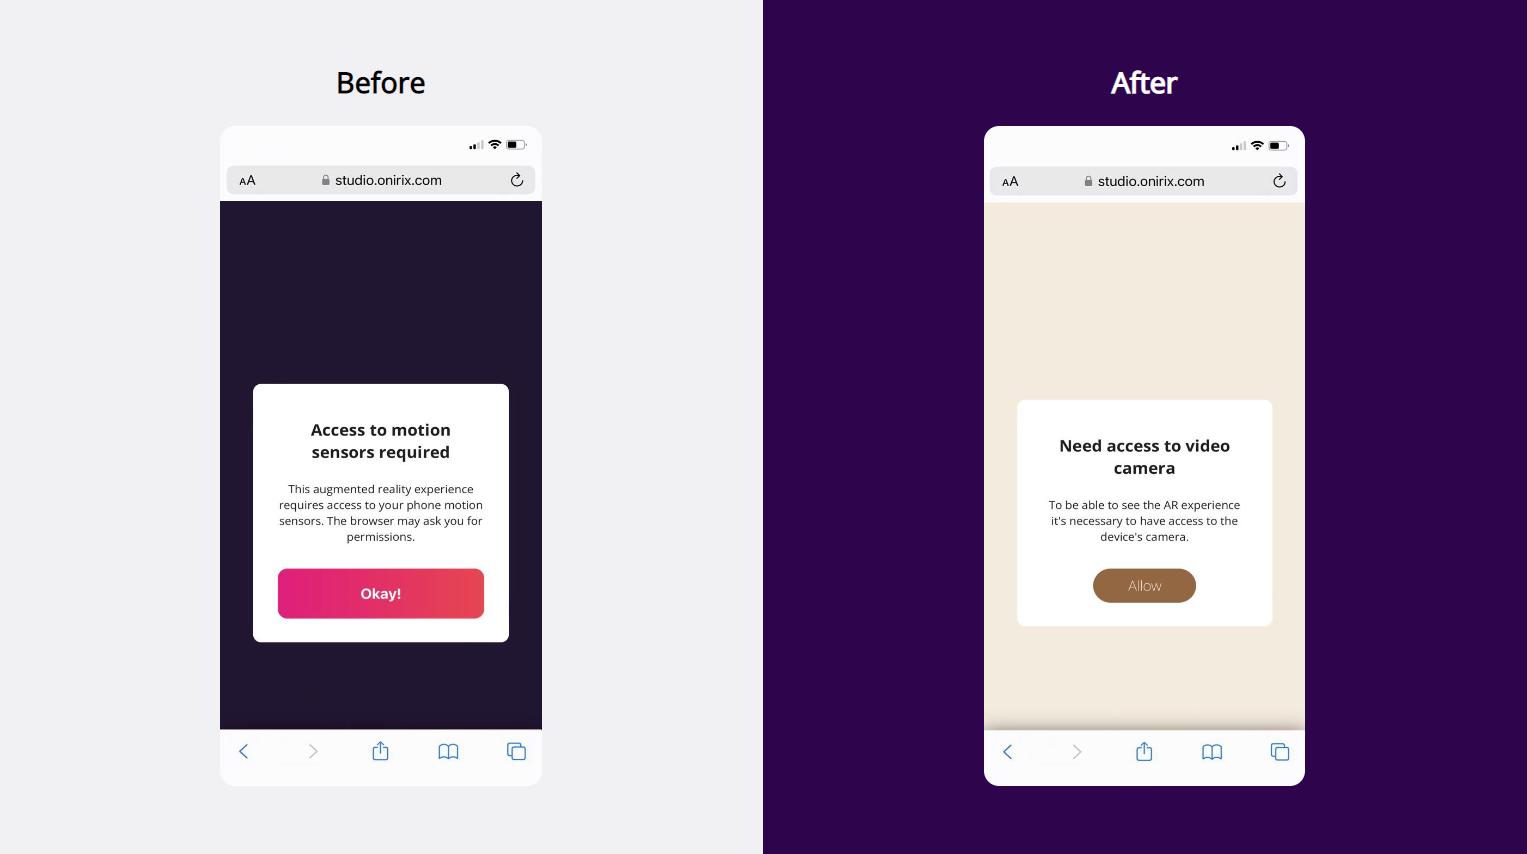 Before
AA studio.onirix.com
Access to motion
sensors required
This augmented reality experience
requires access to your phone motion
sensors. The browser may ask you for
permissions.
Okay!
After
AA studio.onirix.com
Need access to video
camera
To be able to see the AR experience
it's necessary to have access to the
device's camera.
Allow